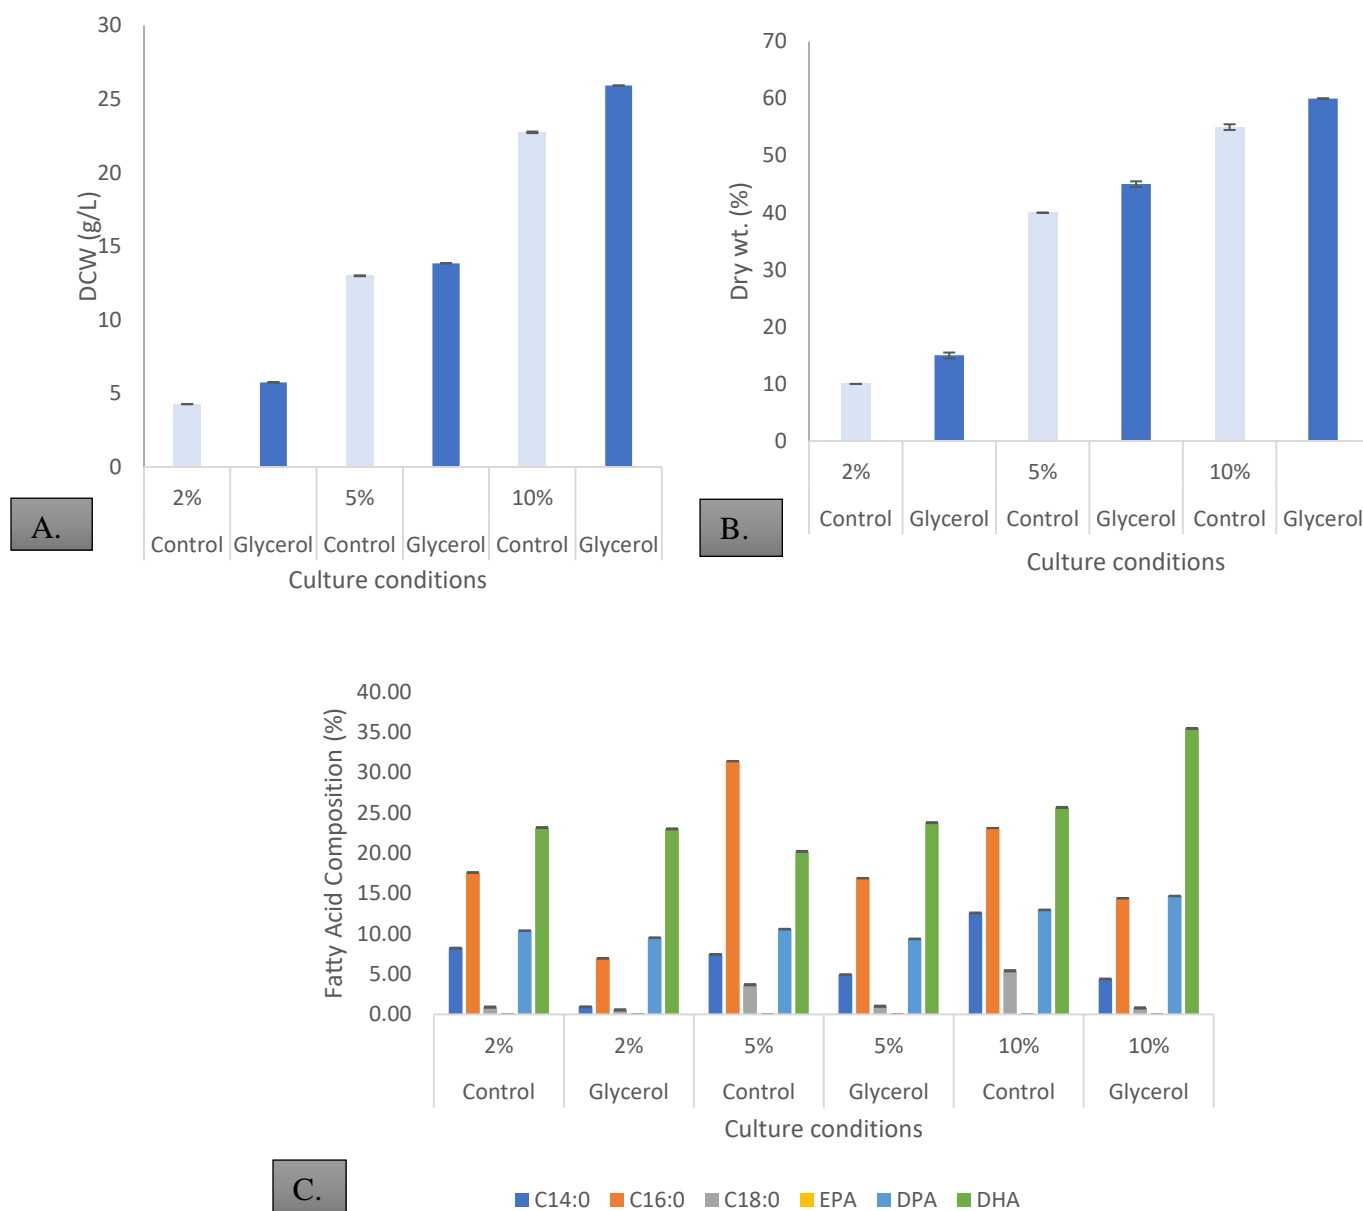 30
25
20
15
10
5
0
DCW (g/L)
2% 5% 10%
Control Glycerol Control Glycerol Control Glycerol
Culture conditions
A.
70
60
50
40
30
20
10
0
Dry wt. (%)
2% 5% 10%
Control Glycerol Control Glycerol Control Glycerol
Culture conditions
B.
40.00
35.00
30.00
25.00
20.00
15.00
10.00
5.00
0.00
Fatty Acid Composition (%)
2% 2% 5% 5% 10% 10%
Control Glycerol Control Glycerol Control Glycerol
Culture conditions
C.
C14:0 C16:0 C18:0 EPA DPA DHA